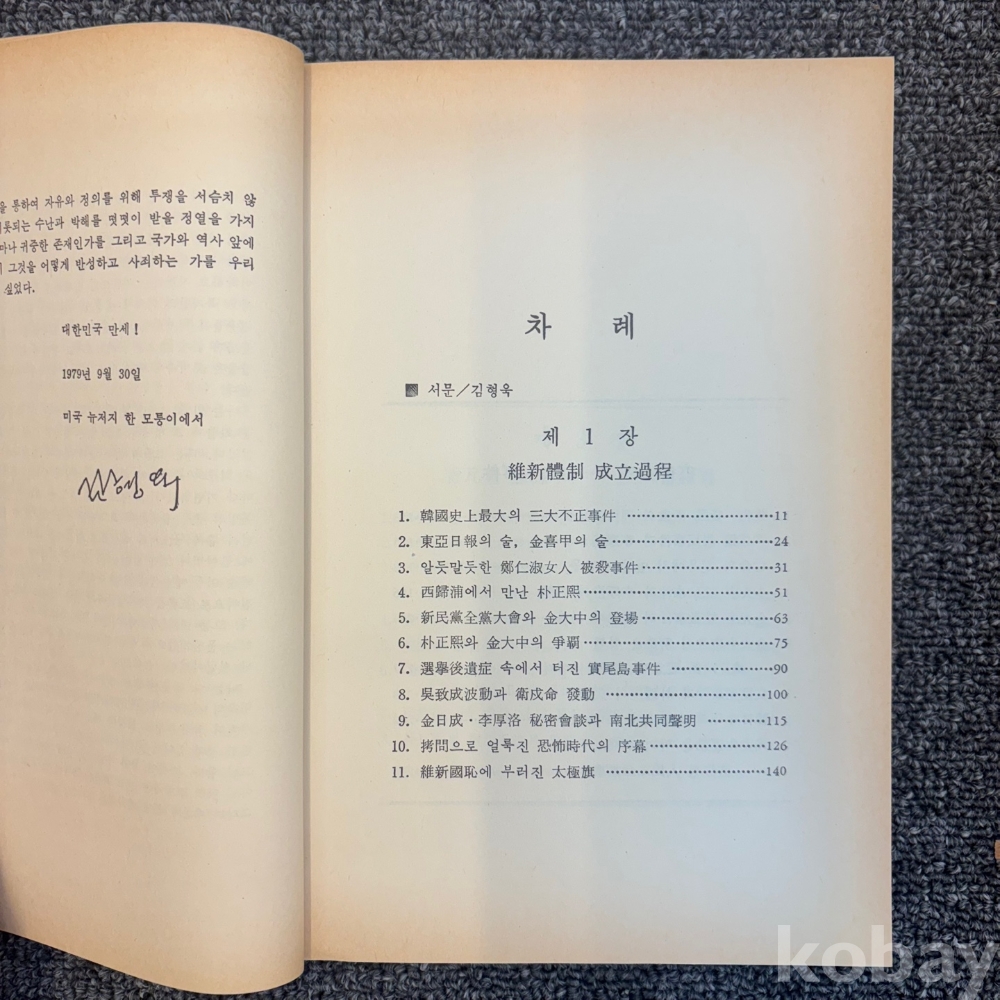 을 통하여 자유와 정의를 위해 투쟁을 서슴치 않
비롯되는 수난과 박해를 떳떳이 받을 정열을 가지
마나 귀중한 존재인가를 그리고 국가와 역사 앞에
그것을 어떻게 반성하고 사죄하는 가를 우리
싶었다.
대한민국 만세!
1979년 9월 30일
미국 뉴저지 한 모퉁이에서
김형욱
차 례
서문/김형욱
제 1 장
維新體制 成立過程
1. 韓國史上最大의 三大不正事件 ··········11
2. 東亞日報의 술, 金喜甲의 술··········24
3. 알듯말듯한 鄭仁淑女人 被殺事件··········31
4. 西歸浦에서 만난 朴正熙··········51
5. 新民黨全黨大會와 金大中의 登場··········63
6. 朴正熙와 金大中의 爭覇··········75
7. 選擧後遺症 속에서 터진 實尾島事件 ··········90
8. 吳致成波動과 衛戍命 發動 ··········100
9. 金日成·李厚洛 秘密會談과 南北共同聲明 ··········115
10. 拷問으로 얼룩진 恐怖時代의 序幕··········126
11. 維新國恥에 부러진 太極旗 ··········140
kobay